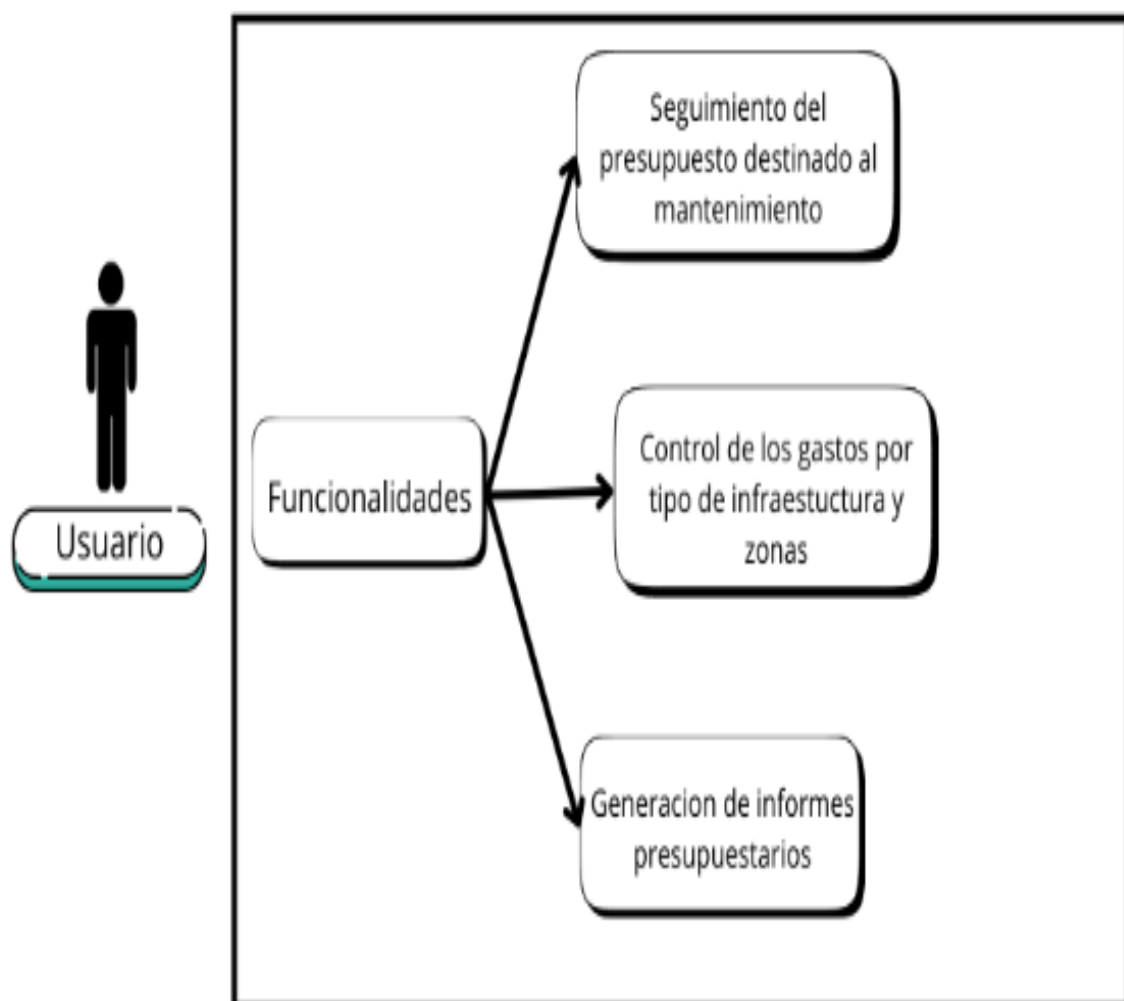 Usuario
Funcionalidades
Seguimiento del
presupuesto destinado al
mantenimiento
Control de los gastos por
tipo de infraestuctura y
zonas
Generacion de informes
presupuestarios